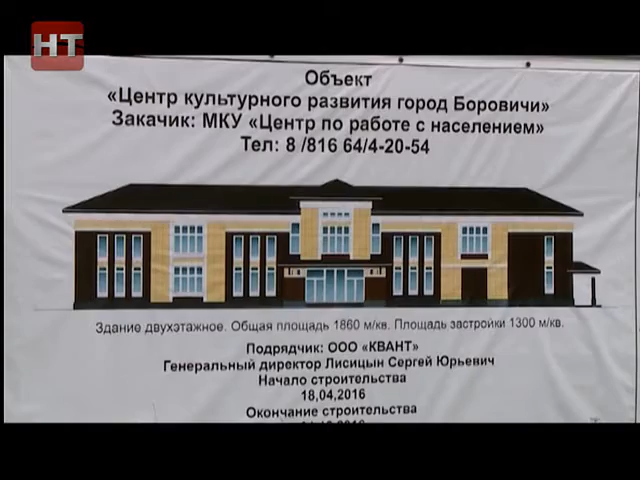 НТ
Объект
«Центр культурного развития город Боровичи»
Закачик: МКУ «Центр по работе с населением»
Тел: 8 /816 64/4-20-54
Здание двухэтажное. Общая площадь 1860 м/кв. Площадь застройки 1300 м/кв.
Подрядчик: ООО «КВАНТ»
Генеральный директор Лисицын Сергей Юрьевич
Начало строительства
18,04,2016
Окончание строительства